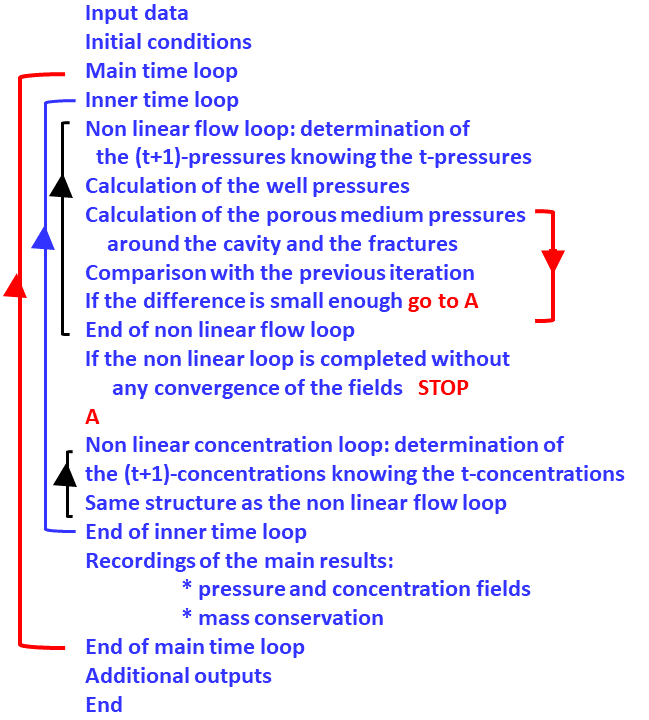 Input data
Initial conditions
Main time loop
Inner time loop
Non linear flow loop: determination of
the (t+1)-pressures knowing the t-pressures
Calculation of the well pressures
Calculation of the porous medium pressures
around the cavity and the fractures
Comparison with the previous iteration
If the difference is small enough go to A
End of non linear flow loop
If the non linear loop is completed without
any convergence of the fields STOP
A
Non linear concentration loop: determination of
the (t+1)-concentrations knowing the t-concentrations
Same structure as the non linear flow loop
End of inner time loop
Recordings of the main results:
* pressure and concentration fields
* mass conservation
End of main time loop
Additional outputs
End